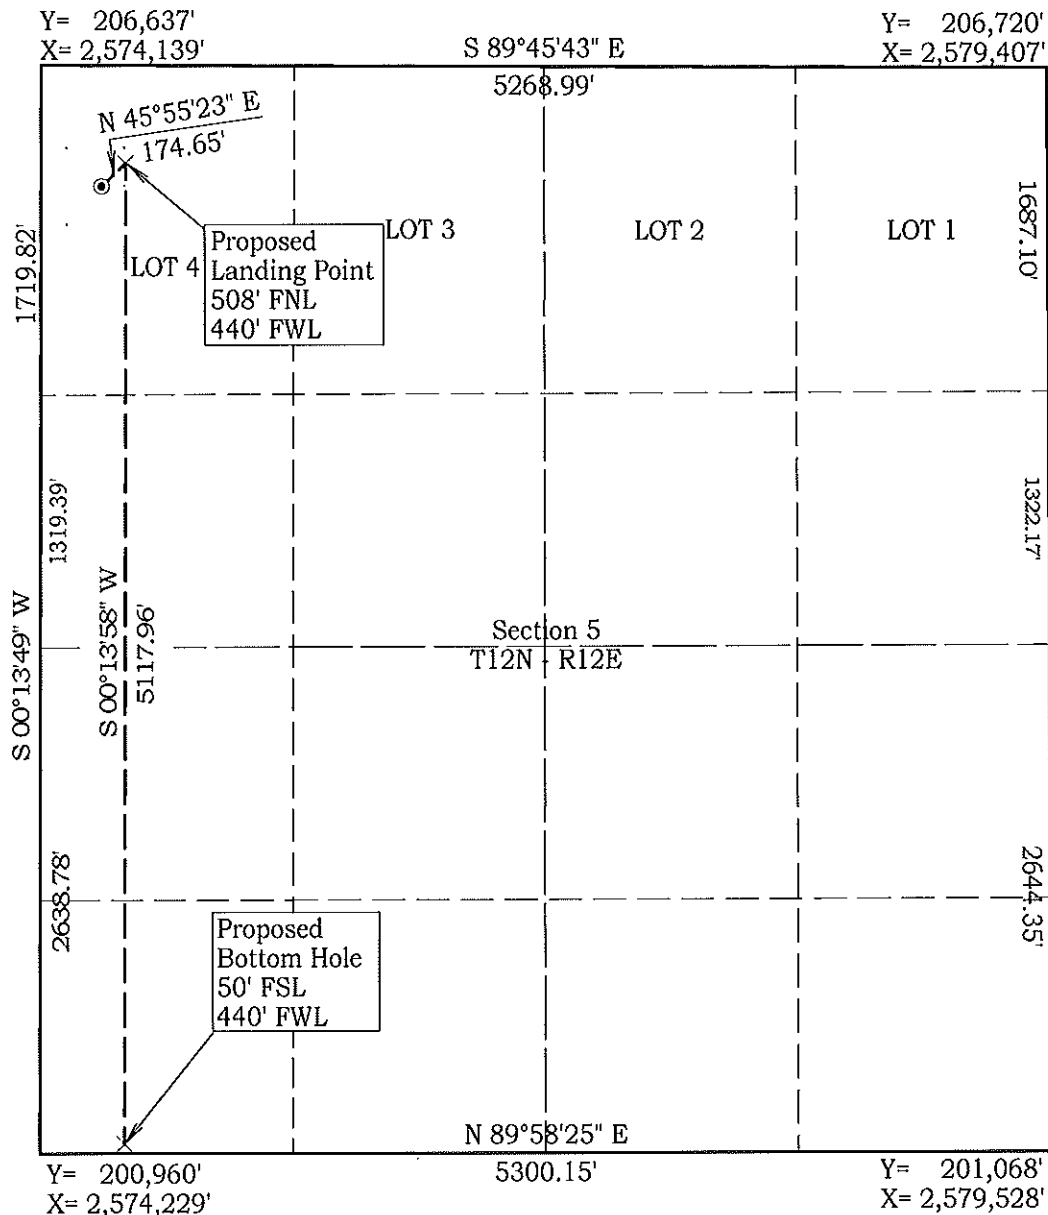 Y= 206,637'
X= 2,574,139'
S 89°45'43" E
5268.99'
Y= 206,720'
X= 2,579,407'
N 45°55'23" E
174.65'
1719.82'
1687.10'
LOT 4
LOT 3
LOT 2
LOT 1
Proposed
Landing Point
508' FNL
440' FWL
1319.39'
1322.17'
S 00°13'49" W
S 00°13'58" W
5117.96'
Section 5
T12N - R12E
2638.78'
2644.35'
Proposed
Bottom Hole
50' FSL
440' FWL
N 89°58'25" E
5300.15'
Y= 200,960'
X= 2,574,229'
Y= 201,068'
X= 2,579,528'